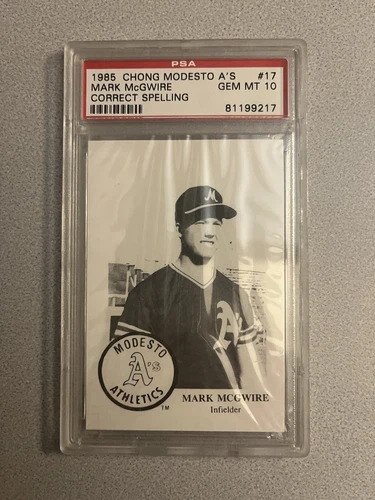 PSA
1985 CHONG MODESTO A'S #17
MARK McGWIRE GEM MT 10
CORRECT SPELLING
81199217
M
A's
MODESTO
A's
ATHLETICS
TM
MARK MCGWIRE
Infielder